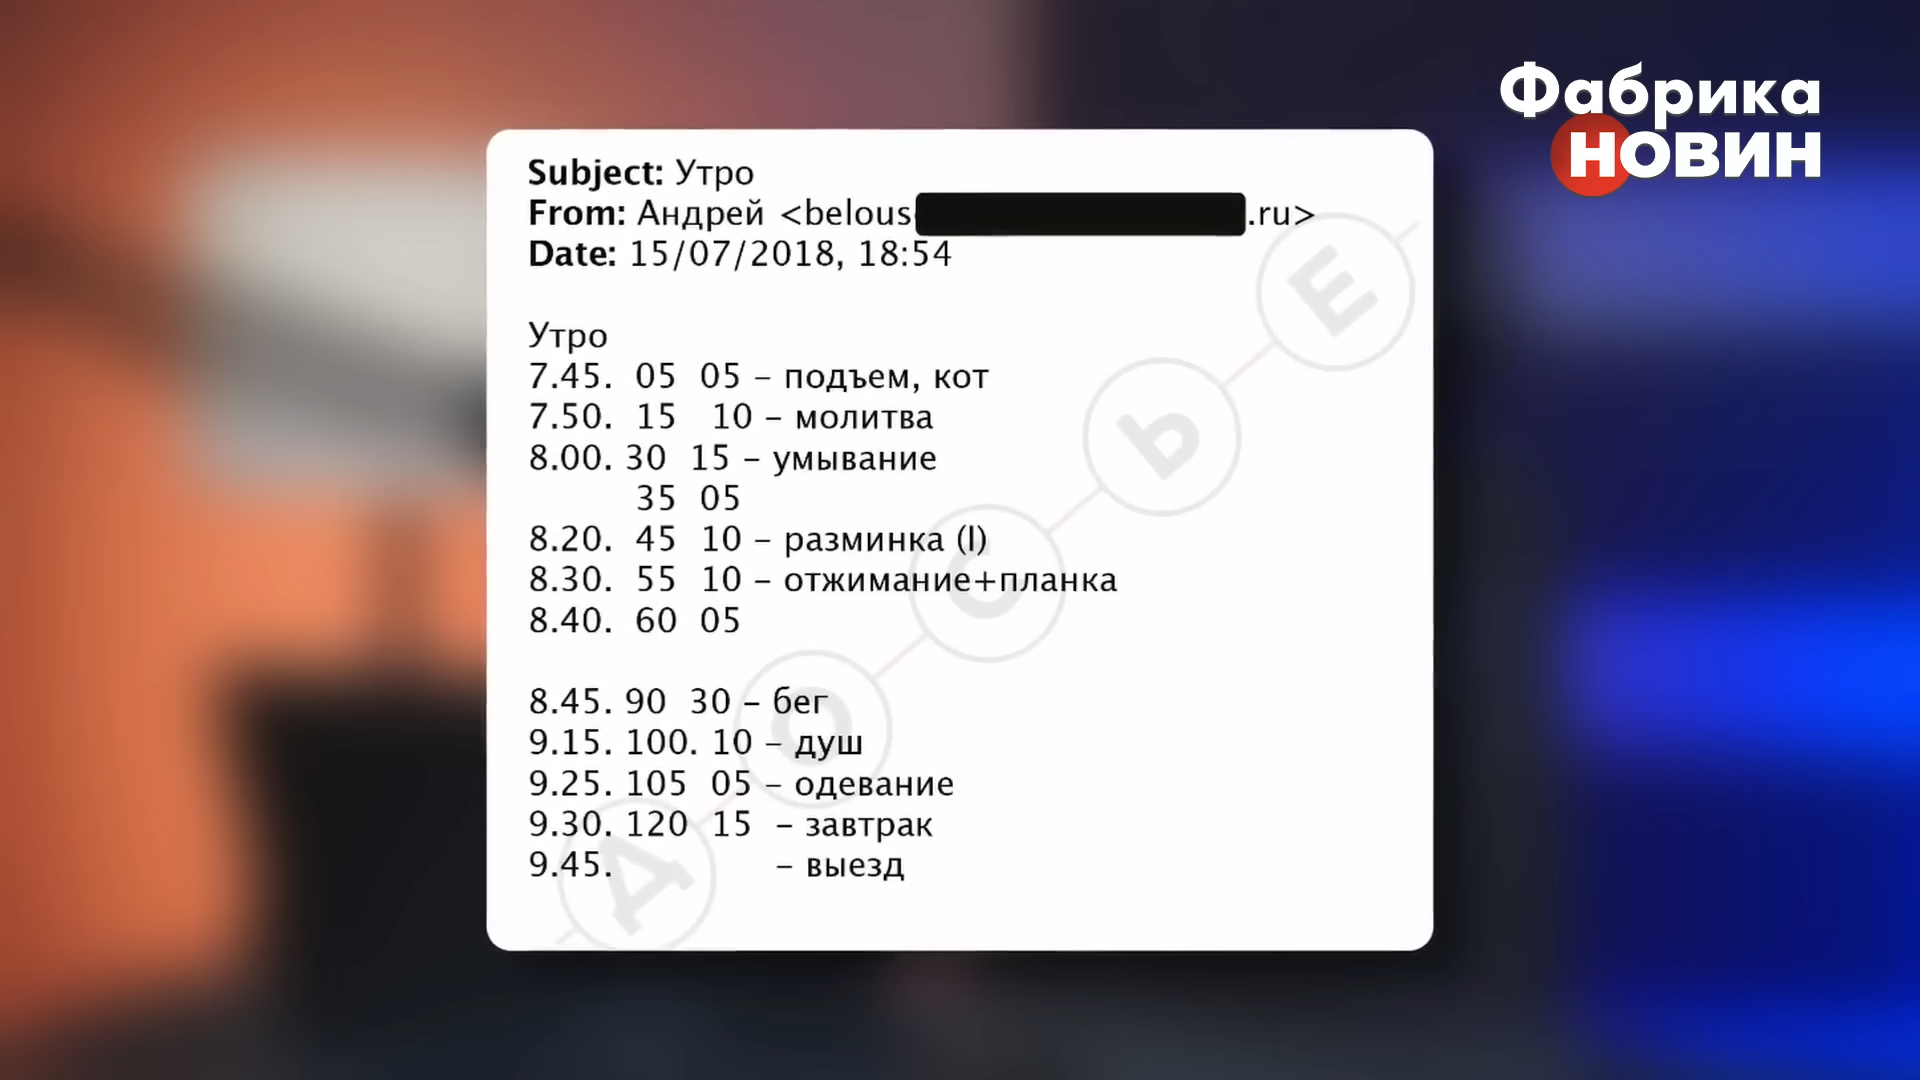 Фабрика
новин
Subject: Утро
From: Андрей <belous .ru>
Date: 15/07/2018, 18:54
Утро
7.45. 05 05 – подъем, кот
7.50. 15 10 – молитва
8.00. 30 15 – умывание
35 05
8.20. 45 10 – разминка (I)
8.30. 55 10 – отжимание+планка
8.40. 60 05
8.45. 90 30 – бег
9.15. 100. 10 – душ
9.25. 105 05 – одевание
9.30. 120 15 – завтрак
9.45. – выезд
ДОСЬЕ